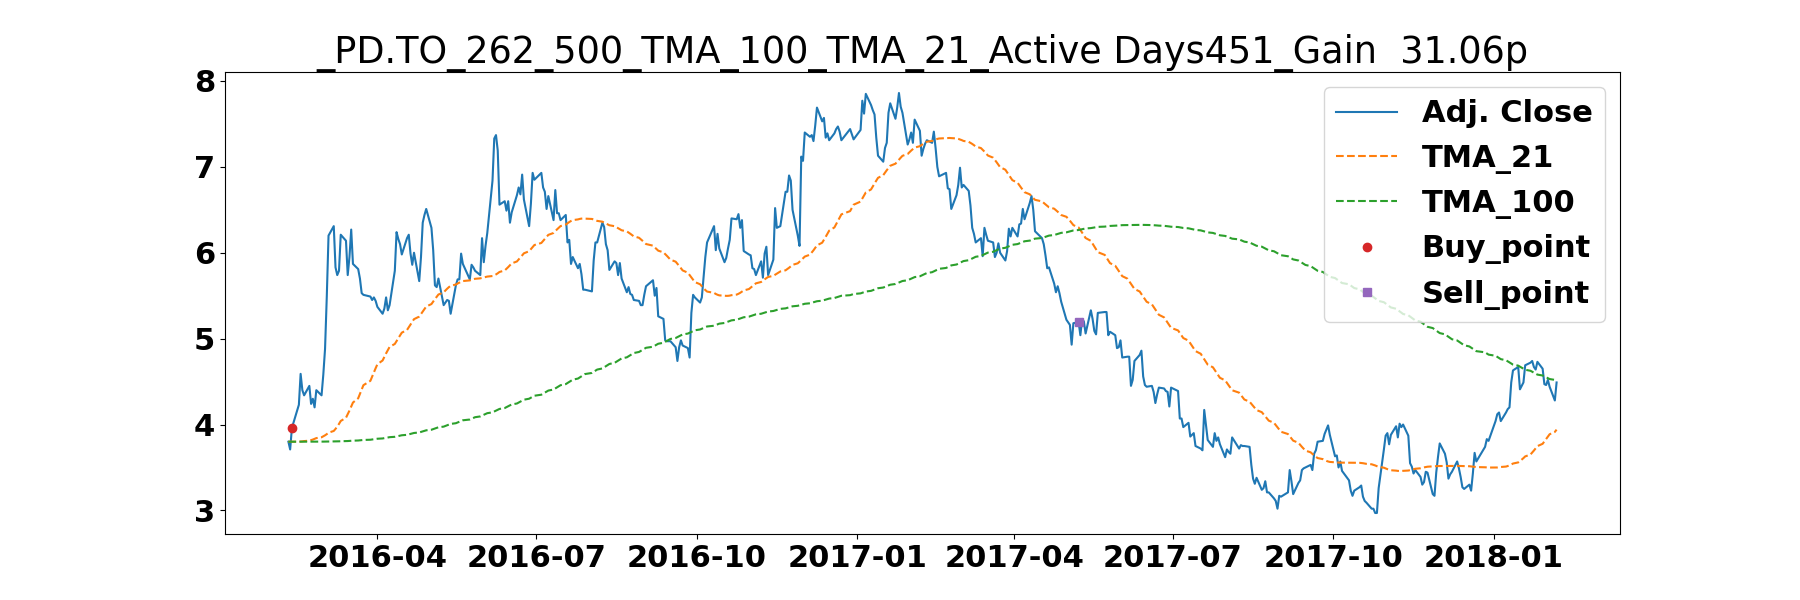 _PD.TO_262_500_TMA_100_TMA_21_Active Days451_Gain  31.06p
8
7
6
5
4
3
Adj. Close
TMA_21
TMA_100
Buy_point
Sell_point
2016-04 2016-07 2016-10 2017-01 2017-04 2017-07 2017-10 2018-01